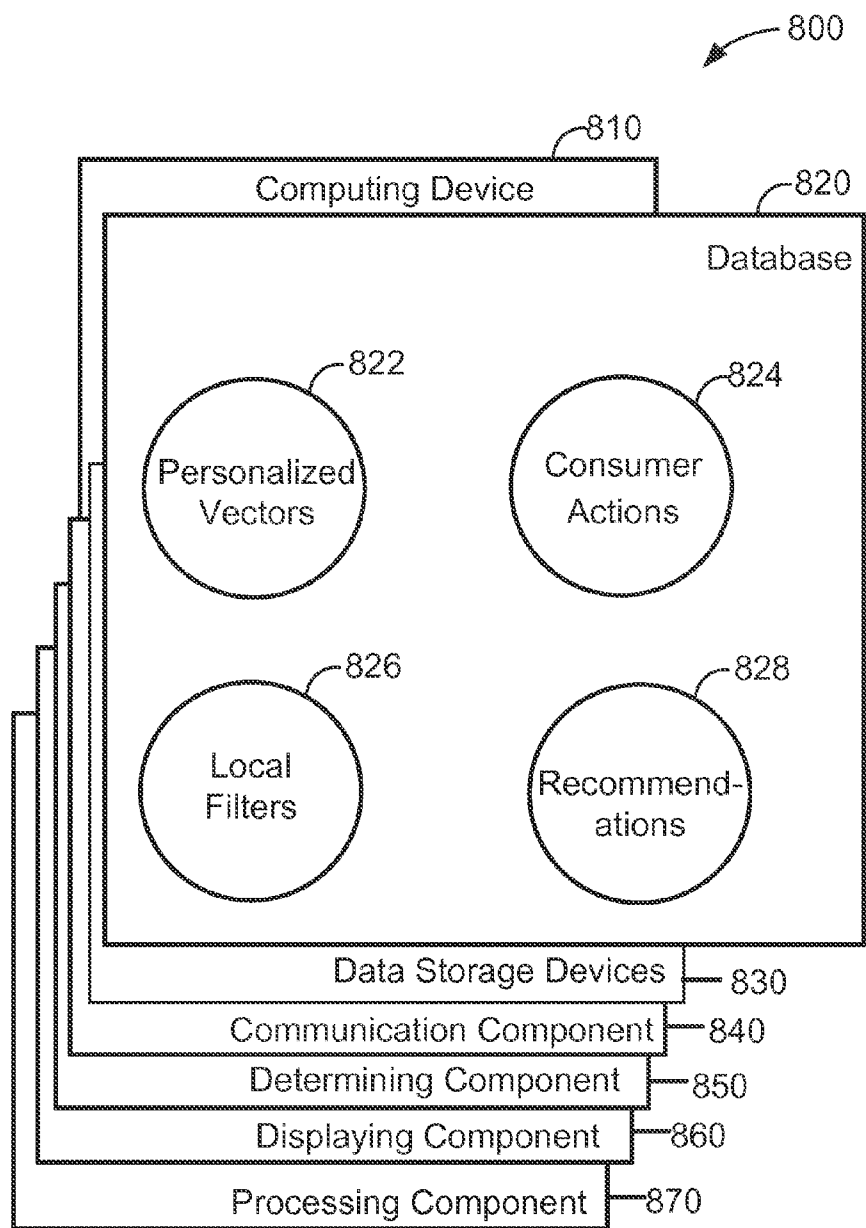 800
810
Computing Device
820
Database
822
824
Personalized
Vectors
Consumer
Actions
826
828
Local
Filters
Recommend-
ations
Data Storage Devices
830
Communication Component
840
Determining Component
850
Displaying Component
860
Processing Component
870